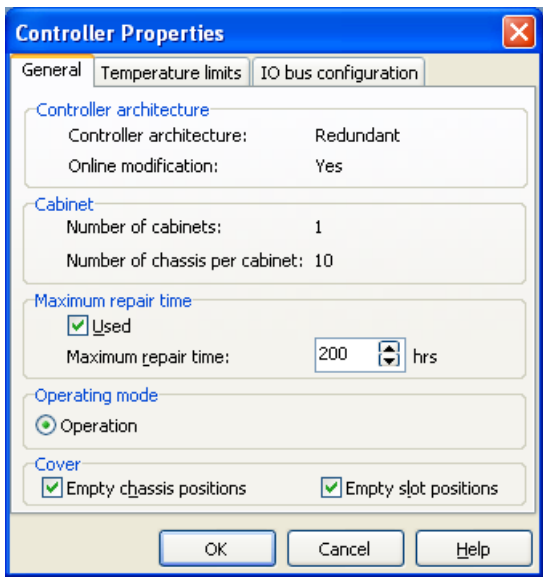 Controller Properties
General Temperature limits IO bus configuration
Controller architecture
Controller architecture: Redundant
Online modification: Yes
Cabinet
Number of cabinets: 1
Number of chassis per cabinet: 10
Maximum repair time
Used
Maximum repair time: 200 hrs
Operating mode
Operation
Cover
Empty chassis positions Empty slot positions
OK Cancel Help